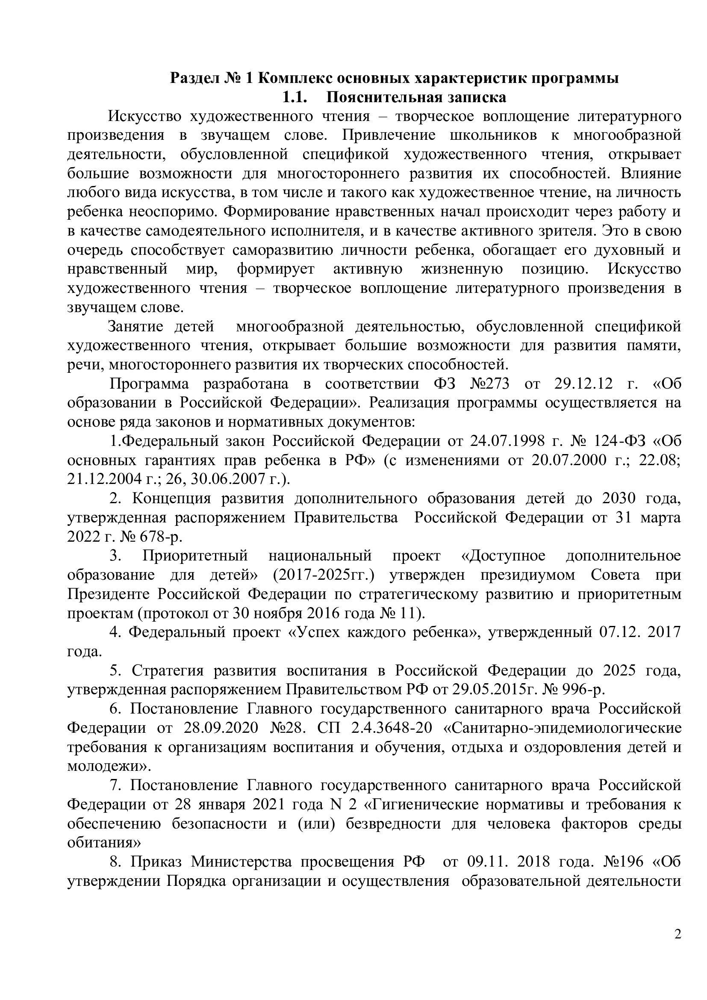 Раздел № 1 Комплекс основных характеристик программы
1.1. Пояснительная записка
Искусство художественного чтения – творческое воплощение литературного
произведения в звучащем слове. Привлечение школьников к многообразной
деятельности, обусловленной спецификой художественного чтения, открывает
большие возможности для многостороннего развития их способностей. Влияние
любого вида искусства, в том числе и такого как художественное чтение, на личность
ребенка неоспоримо. Формирование нравственных начал происходит через работу и
в качестве самодеятельного исполнителя, и в качестве активного зрителя. Это в свою
очередь способствует саморазвитию личности ребенка, обогащает его духовный и
нравственный мир, формирует активную жизненную позицию. Искусство
художественного чтения – творческое воплощение литературного произведения в
звучащем слове.
Занятие детей многообразной деятельностью, обусловленной спецификой
художественного чтения, открывает большие возможности для развития памяти,
речи, многостороннего развития их творческих способностей.
Программа разработана в соответствии ФЗ №273 от 29.12.12 г. «Об
образовании в Российской Федерации». Реализация программы осуществляется на
основе ряда законов и нормативных документов:
1.Федеральный закон Российской Федерации от 24.07.1998 г. № 124-ФЗ «Об
основных гарантиях прав ребенка в РФ» (с изменениями от 20.07.2000 г.; 22.08;
21.12.2004 г.; 26, 30.06.2007 г.).
2. Концепция развития дополнительного образования детей до 2030 года,
утвержденная распоряжением Правительства Российской Федерации от 31 марта
2022 г. № 678-р.
3. Приоритетный национальный проект «Доступное дополнительное
образование для детей» (2017-2025гг.) утвержден президиумом Совета при
Президенте Российской Федерации по стратегическому развитию и приоритетным
проектам (протокол от 30 ноября 2016 года № 11).
4. Федеральный проект «Успех каждого ребенка», утвержденный 07.12. 2017
года.
5. Стратегия развития воспитания в Российской Федерации до 2025 года,
утвержденная распоряжением Правительством РФ от 29.05.2015г. № 996-р.
6. Постановление Главного государственного санитарного врача Российской
Федерации от 28.09.2020 №28. СП 2.4.3648-20 «Санитарно-эпидемиологические
требования к организациям воспитания и обучения, отдыха и оздоровления детей и
молодежи».
7. Постановление Главного государственного санитарного врача Российской
Федерации от 28 января 2021 года N 2 «Гигиенические нормативы и требования к
обеспечению безопасности и (или) безвредности для человека факторов среды
обитания»
8. Приказ Министерства просвещения РФ от 09.11. 2018 года. №196 «Об
утверждении Порядка организации и осуществления образовательной деятельности
2